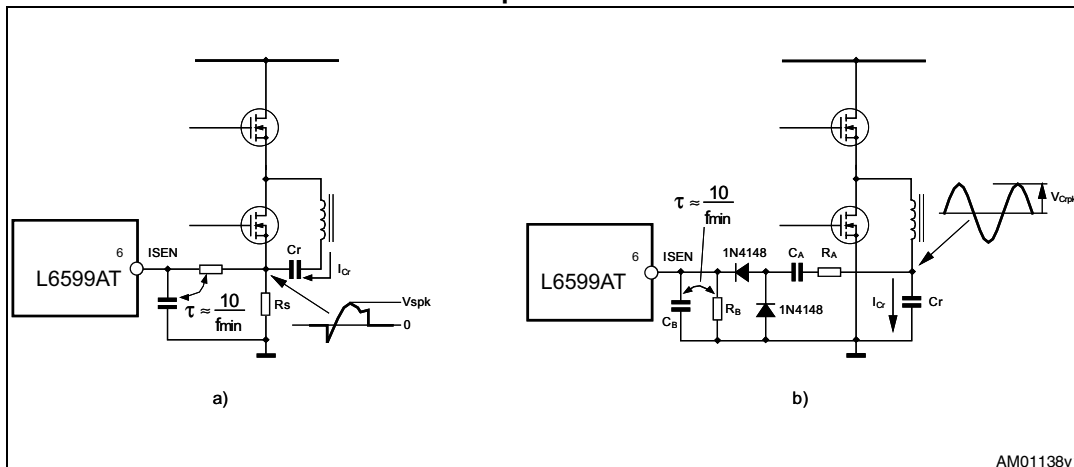 L6599AT
6
ISEN
τ ≈ 10
fmin
Cr
ICr
Rs
Vspk
0
a)
L6599AT
6
ISEN
τ ≈ 10
fmin
1N4148
CA
RA
CB
RB
1N4148
ICr
Cr
VCrpk
b)
AM01138v